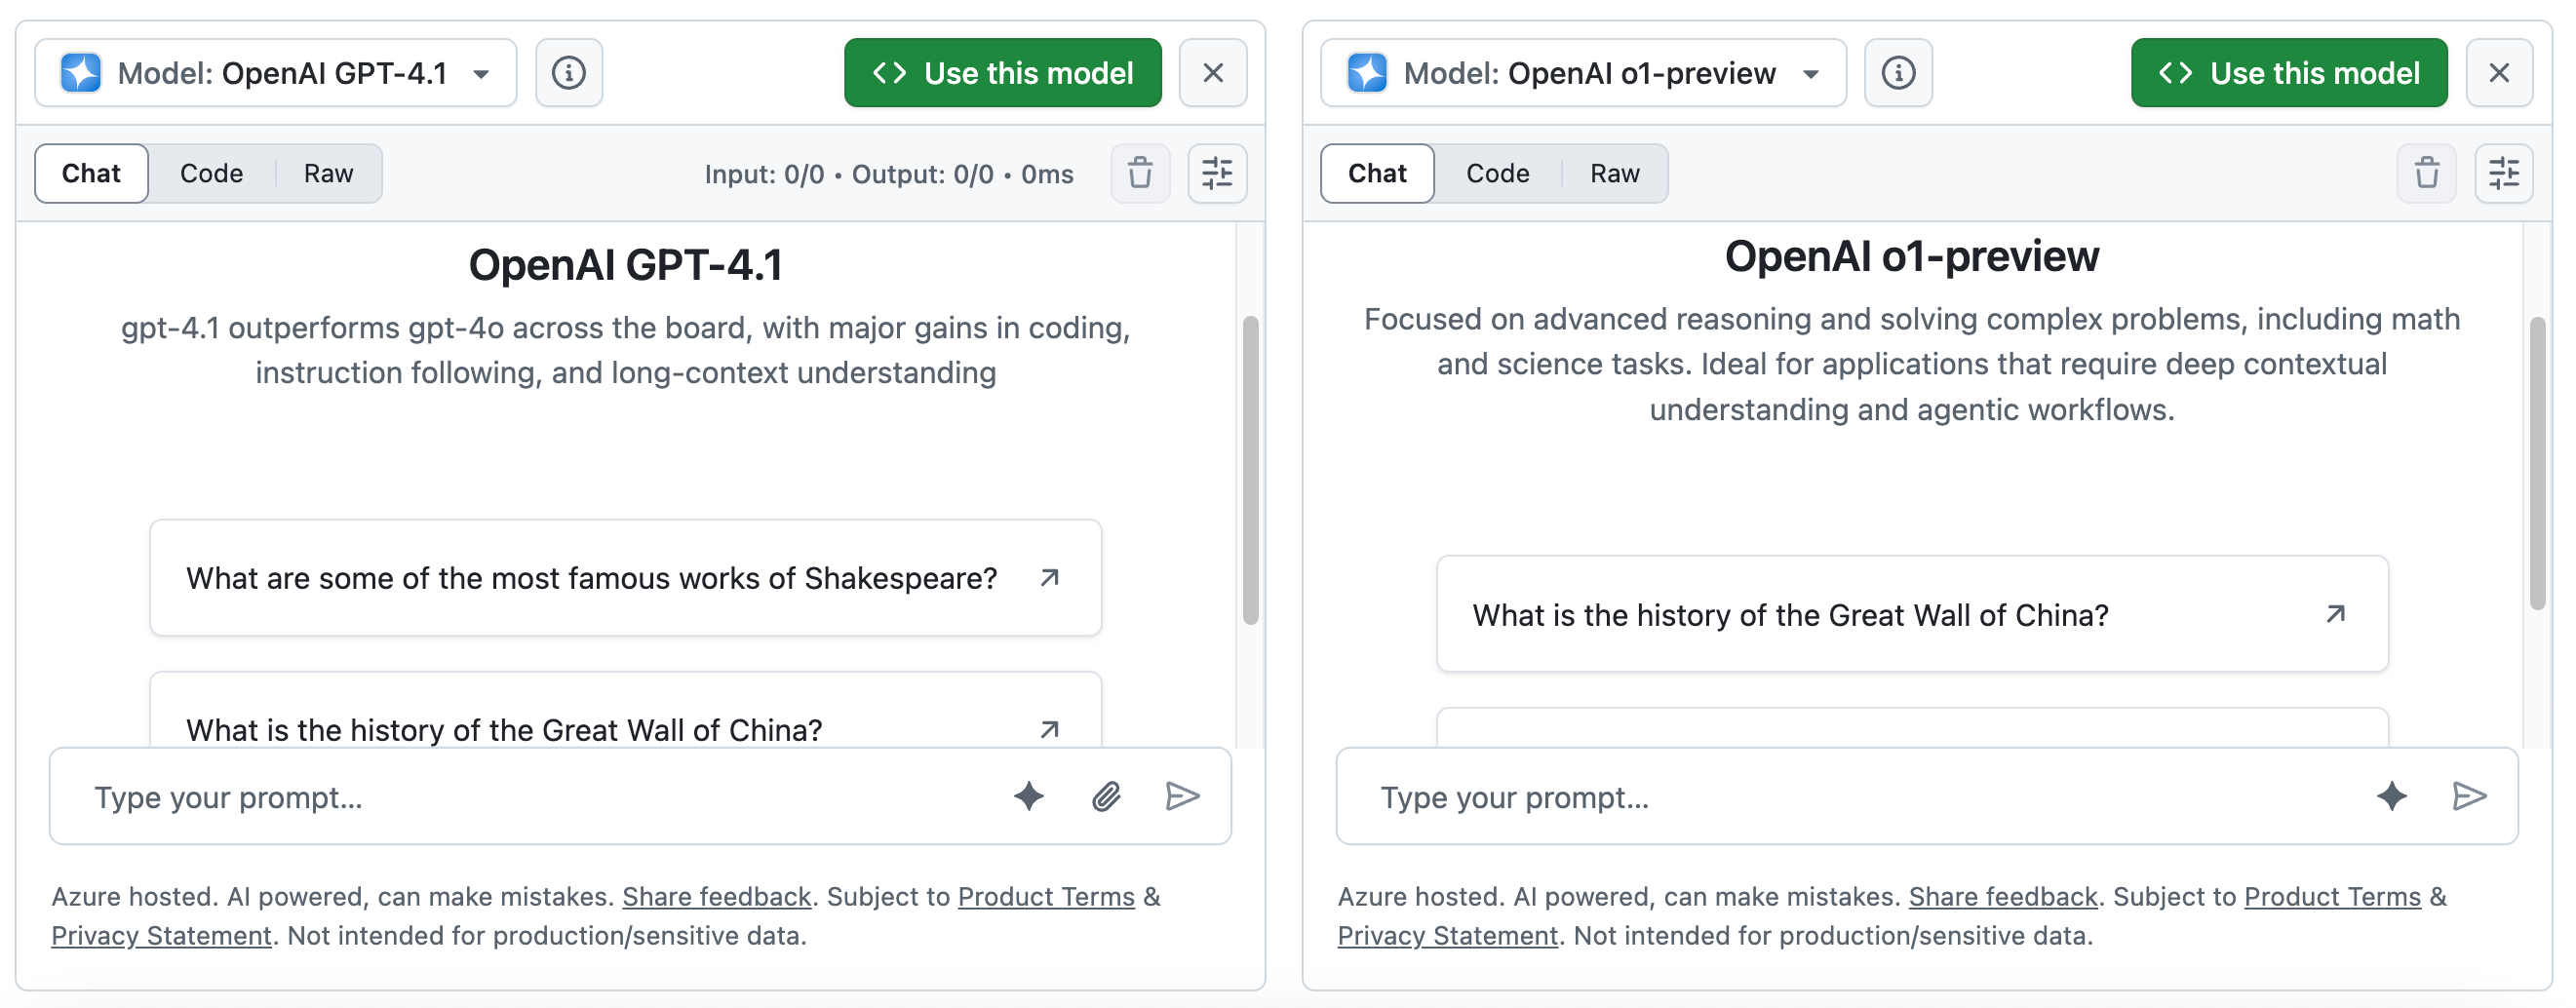 Model: OpenAI GPT-4.1
Use this model
Chat
Code
Raw
Input: 0/0 • Output: 0/0 • 0ms
OpenAI GPT-4.1
gpt-4.1 outperforms gpt-4o across the board, with major gains in coding,
instruction following, and long-context understanding
What are some of the most famous works of Shakespeare?
What is the history of the Great Wall of China?
Type your prompt...
Azure hosted. AI powered, can make mistakes. Share feedback. Subject to Product Terms &
Privacy Statement. Not intended for production/sensitive data.
Model: OpenAI o1-preview
Use this model
Chat
Code
Raw
OpenAI o1-preview
Focused on advanced reasoning and solving complex problems, including math
and science tasks. Ideal for applications that require deep contextual
understanding and agentic workflows.
What is the history of the Great Wall of China?
Type your prompt...
Azure hosted. AI powered, can make mistakes. Share feedback. Subject to Product Terms &
Privacy Statement. Not intended for production/sensitive data.